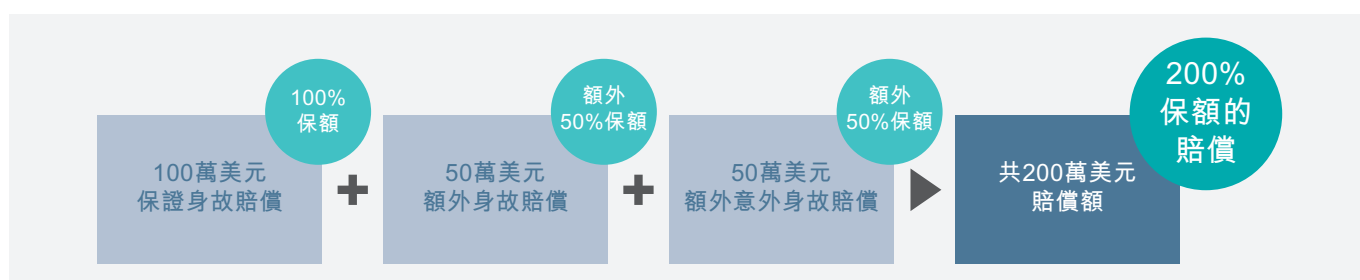 100%
保額
100萬美元
保證身故賠償
額外
50%保額
50萬美元
額外身故賠償
額外
50%保額
50萬美元
額外意外身故賠償
200%
保額的
賠償
共200萬美元
賠償額